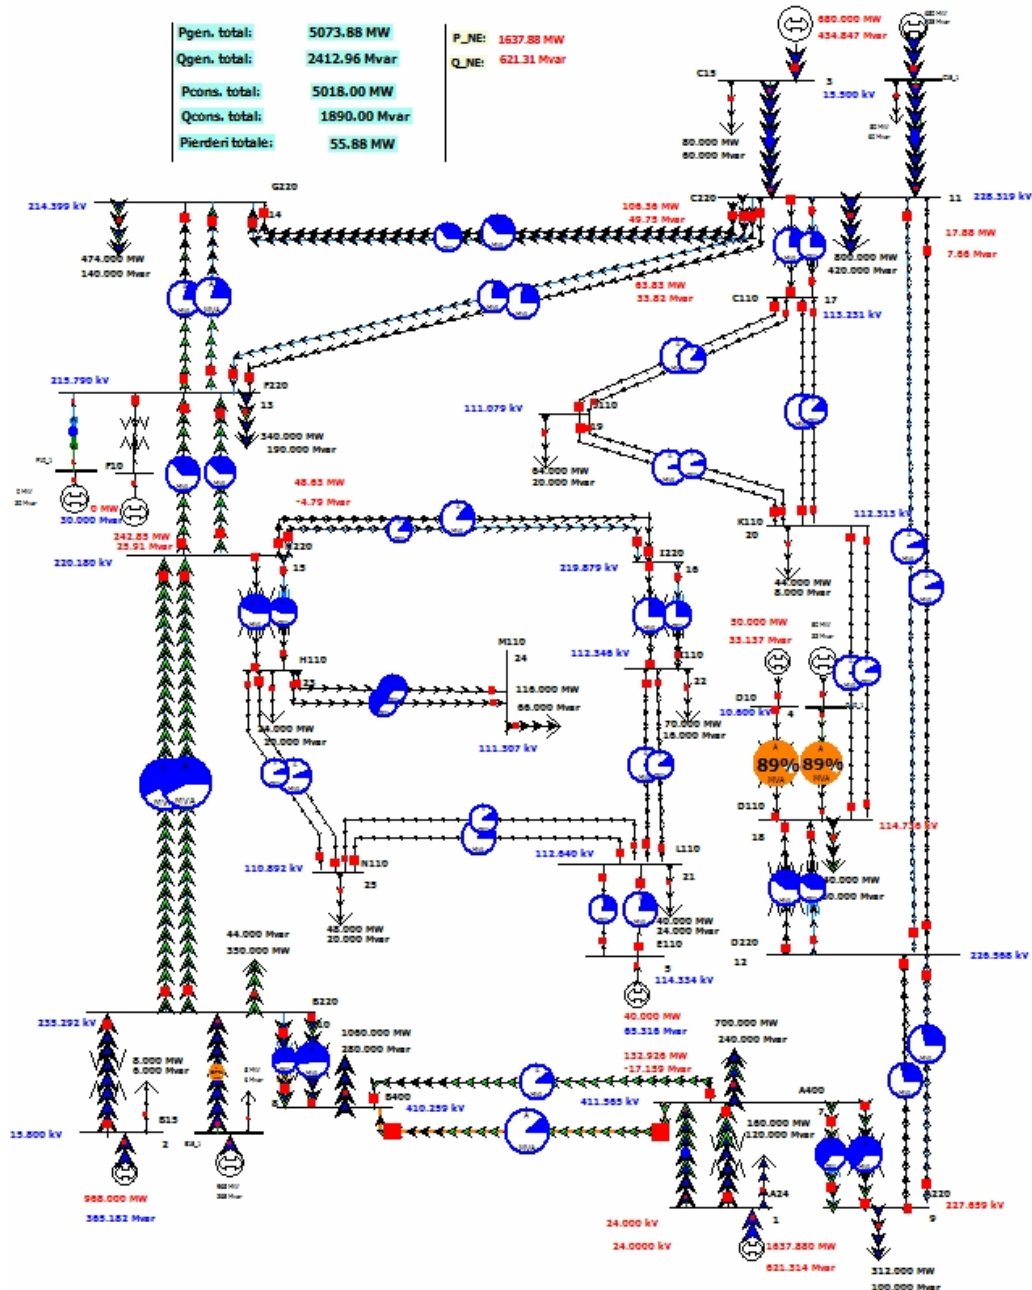 Pgen. total: 5073.88 MW
Qgen. total: 2412.96 Mvar
Pcons. total: 5018.00 MW
Qcons. total: 1890.00 Mvar
Pierderi totale: 55.88 MW
P_NE: 1637.88 MW
Q_NE: 621.31 Mvar
680.000 MW
434.847 Mvar
C15
3
15.500 kV
80.000 MW
60.000 Mvar
G220
214.399 kV
14
474.000 MW
140.000 Mvar
106.36 MW
49.75 Mvar
C220
11
228.319 kV
17.88 MW
7.66 Mvar
800.000 MW
420.000 Mvar
63.83 MW
33.82 Mvar
C110
17
113.231 kV
215.790 kV
F220
13
340.000 MW
190.000 Mvar
F10
0 MW
30.000 Mvar
242.85 MW
25.91 Mvar
111.079 kV
19
64.000 MW
20.000 Mvar
48.63 MW
-4.79 Mvar
220.180 kV
15
I220
16
219.879 kV
K110
20
112.313 kV
44.000 MW
8.000 Mvar
50.000 MW
33.137 Mvar
D10
10.600 kV
4
H110
23
M110
24
116.000 MW
66.000 Mvar
111.307 kV
112.346 kV
22
70.000 MW
16.000 Mvar
89%
MVA
89%
MVA
D110
18
MVA
MVA
N110
25
110.892 kV
48.000 MW
20.000 Mvar
112.640 kV
L110
21
40.000 MW
24.000 Mvar
E110
5
114.334 kV
40.000 MW
65.316 Mvar
D220
12
226.568 kV
44.000 Mvar
350.000 MW
235.292 kV
B220
1060.000 MW
280.000 Mvar
8.000 MW
6.000 Mvar
B15
2
15.800 kV
968.000 MW
365.182 Mvar
8
B400
410.259 kV
132.926 MW
-17.159 Mvar
700.000 MW
240.000 Mvar
411.565 kV
A400
7
MVA
160.000 MW
120.000 Mvar
A24
1
24.000 kV
24.0000 kV
1637.880 MW
621.314 Mvar
A220
9
227.659 kV
312.000 MW
100.000 Mvar